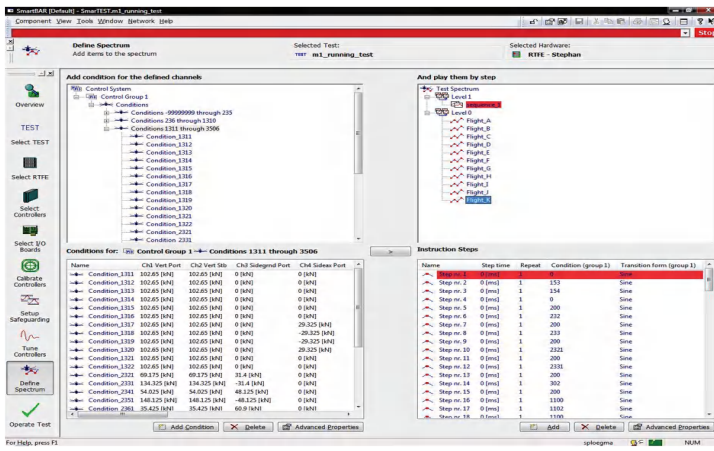 SmartBAR [Default] - SmarTEST.m1_running_test
Component View Tools Window Network Help
Stop
Define Spectrum
Add items to the spectrum
Selected Test:
TEST m1_running_test
Selected Hardware:
RTFE - Stephan
Overview
TEST
Select TEST
Select RTFE
Select Controllers
Select I/O Boards
Calibrate Controllers
Setup Safeguarding
Tune Controllers
Define Spectrum
Operate Test
Add condition for the defined channels
Control System
Control Group 1
Conditions
Conditions -99999999 through 235
Conditions 236 through 1310
Conditions 1311 through 3506
Condition_1311
Condition_1312
Condition_1313
Condition_1314
Condition_1315
Condition_1316
Condition_1317
Condition_1318
Condition_1319
Condition_1320
Condition_1321
Condition_1322
Condition_2321
Condition_2331
And play them by step
Test Spectrum
Level 1
sequence_1
Level 0
Flight_A
Flight_B
Flight_C
Flight_D
Flight_E
Flight_F
Flight_G
Flight_H
Flight_I
Flight_J
Flight_K
Conditions for: Control Group 1 Conditions 1311 through 3506
>
Name Ch1 Vert Port Ch2 Vert Stb Ch3 Sidegrnd Port Ch4 Sideax Port
Condition_1311 102.65 [kN] 102.65 [kN] 0 [kN] 0 [kN]
Condition_1312 102.65 [kN] 102.65 [kN] 0 [kN] 0 [kN]
Condition_1313 102.65 [kN] 102.65 [kN] 0 [kN] 0 [kN]
Condition_1314 102.65 [kN] 102.65 [kN] 0 [kN] 0 [kN]
Condition_1315 102.65 [kN] 102.65 [kN] 0 [kN] 0 [kN]
Condition_1316 102.65 [kN] 102.65 [kN] 0 [kN] 0 [kN]
Condition_1317 102.65 [kN] 102.65 [kN] 0 [kN] 29.325 [kN]
Condition_1318 102.65 [kN] 102.65 [kN] 0 [kN] -29.325 [kN]
Condition_1319 102.65 [kN] 102.65 [kN] 0 [kN] -29.325 [kN]
Condition_1320 102.65 [kN] 102.65 [kN] 0 [kN] 29.325 [kN]
Condition_1321 102.65 [kN] 102.65 [kN] 0 [kN] 0 [kN]
Condition_1322 102.65 [kN] 102.65 [kN] 0 [kN] 0 [kN]
Condition_2321 69.175 [kN] 69.175 [kN] 31.4 [kN] 0 [kN]
Condition_2331 134.325 [kN] 134.325 [kN] -31.4 [kN] 0 [kN]
Condition_2341 54.025 [kN] 54.025 [kN] 48.125 [kN] 0 [kN]
Condition_2351 148.125 [kN] 148.125 [kN] -48.125 [kN] 0 [kN]
Condition_2361 35.425 [kN] 35.425 [kN] 60.9 [kN] 0 [kN]
Add Condition Delete Advanced Properties
Instruction Steps
Name Step time Repeat Condition (group 1) Transition form (group 1)
Step nr. 1 0 [ms] 1 0 Sine
Step nr. 2 0 [ms] 1 153 Sine
Step nr. 3 0 [ms] 1 154 Sine
Step nr. 4 0 [ms] 1 0 Sine
Step nr. 5 0 [ms] 1 200 Sine
Step nr. 6 0 [ms] 1 222 Sine
Step nr. 7 0 [ms] 1 200 Sine
Step nr. 8 0 [ms] 1 233 Sine
Step nr. 9 0 [ms] 1 200 Sine
Step nr. 10 0 [ms] 1 2321 Sine
Step nr. 11 0 [ms] 1 200 Sine
Step nr. 12 0 [ms] 1 2331 Sine
Step nr. 13 0 [ms] 1 200 Sine
Step nr. 14 0 [ms] 1 302 Sine
Step nr. 15 0 [ms] 1 200 Sine
Step nr. 16 0 [ms] 1 1100 Sine
Step nr. 17 0 [ms] 1 1102 Sine
Step nr. 18 0 [ms] 1 1100 Sine
Add Delete Advanced Properties
For Help, press F1
sploegma
NUM